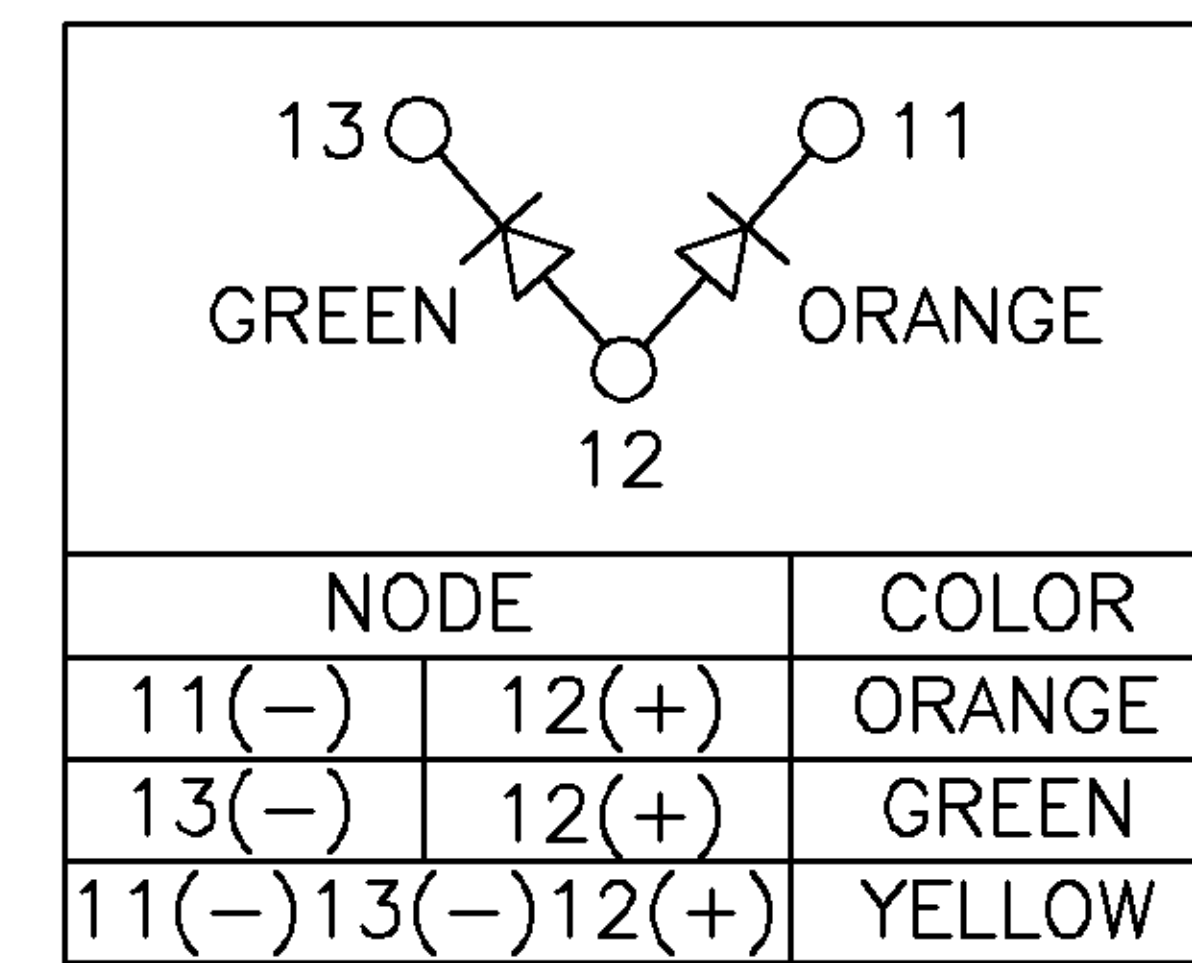 13 11
GREEN ORANGE
12
NODE COLOR
11(−) 12(+) ORANGE
13(−) 12(+) GREEN
11(−)13(−)12(+) YELLOW